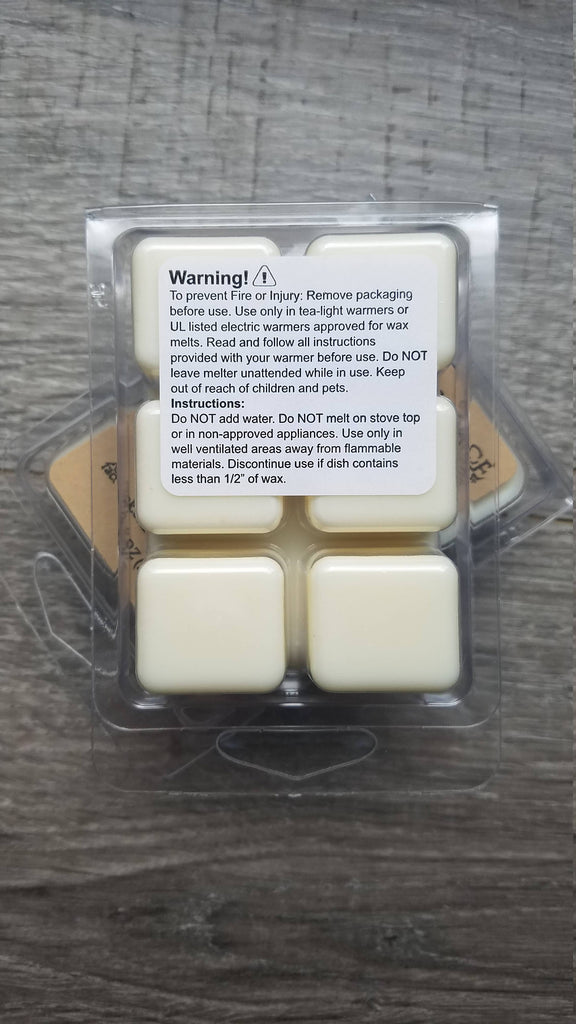 Warning!
To prevent Fire or Injury: Remove packaging
before use. Use only in tea-light warmers or
UL listed electric warmers approved for wax
melts. Read and follow all instructions
provided with your warmer before use. Do NOT
leave melter unattended while in use. Keep
out of reach of children and pets.
Instructions:
Do NOT add water. Do NOT melt on stove top
or in non-approved appliances. Use only in
well ventilated areas away from flammable
materials. Discontinue use if dish contains
less than 1/2" of wax.